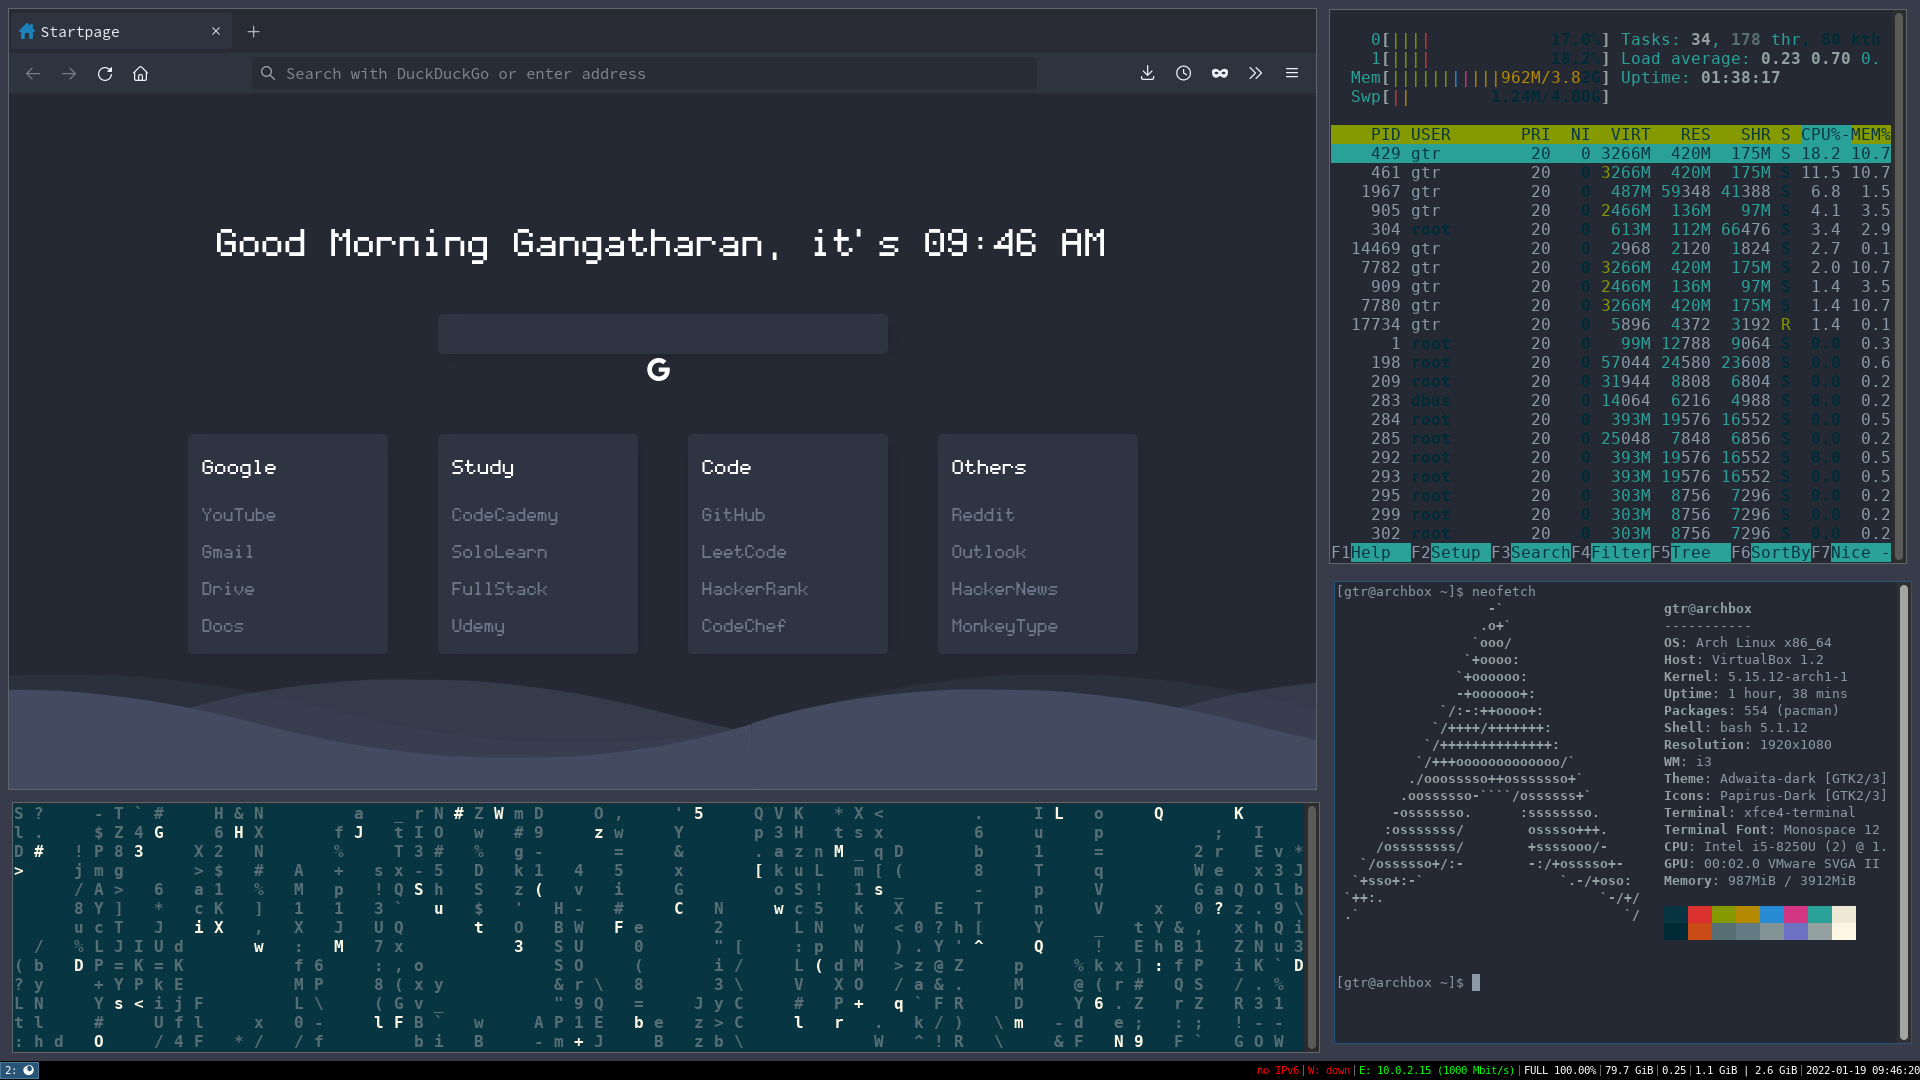 Startpage
Search with DuckDuckGo or enter address
Good Morning Gangatharan, it's 09:46 AM
G
Google
YouTube
Gmail
Drive
Docs
Study
CodeCademy
SoloLearn
FullStack
Udemy
Code
GitHub
LeetCode
HackerRank
CodeChef
Others
Reddit
Outlook
HackerNews
MonkeyType
0[|||| 17.0%] Tasks: 34, 178 thr, 80 kth
1[|||| 18.2%] Load average: 0.23 0.70 0.
Mem[|||||||||||962M/3.82G] Uptime: 01:38:17
Swp[|| 1.24M/4.00G]
PID USER PRI NI VIRT RES SHR S CPU%-MEM%
429 gtr 20 0 3266M 420M 175M S 18.2 10.7
461 gtr 20 0 3266M 420M 175M S 11.5 10.7
1967 gtr 20 0 487M 59348 41388 S 6.8 1.5
905 gtr 20 0 2466M 136M 97M S 4.1 3.5
304 root 20 0 613M 112M 66476 S 3.4 2.9
14469 gtr 20 0 2968 2120 1824 S 2.7 0.1
7782 gtr 20 0 3266M 420M 175M S 2.0 10.7
909 gtr 20 0 2466M 136M 97M S 1.4 3.5
7780 gtr 20 0 3266M 420M 175M S 1.4 10.7
17734 gtr 20 0 5896 4372 3192 R 1.4 0.1
1 root 20 0 99M 12788 9064 S 0.0 0.3
198 root 20 0 57044 24580 23608 S 0.0 0.6
209 root 20 0 31944 8808 6804 S 0.0 0.2
283 dbus 20 0 14064 6216 4988 S 0.0 0.2
284 root 20 0 393M 19576 16552 S 0.0 0.5
285 root 20 0 25048 7848 6856 S 0.0 0.2
292 root 20 0 393M 19576 16552 S 0.0 0.5
293 root 20 0 393M 19576 16552 S 0.0 0.5
295 root 20 0 303M 8756 7296 S 0.0 0.2
299 root 20 0 303M 8756 7296 S 0.0 0.2
302 root 20 0 303M 8756 7296 S 0.0 0.2
F1Help F2Setup F3SearchF4FilterF5Tree F6SortByF7Nice -
[gtr@archbox ~]$ neofetch
gtr@archbox
-----------
OS: Arch Linux x86_64
Host: VirtualBox 1.2
Kernel: 5.15.12-arch1-1
Uptime: 1 hour, 38 mins
Packages: 554 (pacman)
Shell: bash 5.1.12
Resolution: 1920x1080
WM: i3
Theme: Adwaita-dark [GTK2/3]
Icons: Papirus-Dark [GTK2/3]
Terminal: xfce4-terminal
Terminal Font: Monospace 12
CPU: Intel i5-8250U (2) @ 1.
GPU: 00:02.0 VMware SVGA II
Memory: 987MiB / 3912MiB
[gtr@archbox ~]$
2:
no IPv6|W: down|E: 10.0.2.15 (1000 Mbit/s)|FULL 100.00%|79.7 GiB|0.25|1.1 GiB | 2.6 GiB|2022-01-19 09:46:20